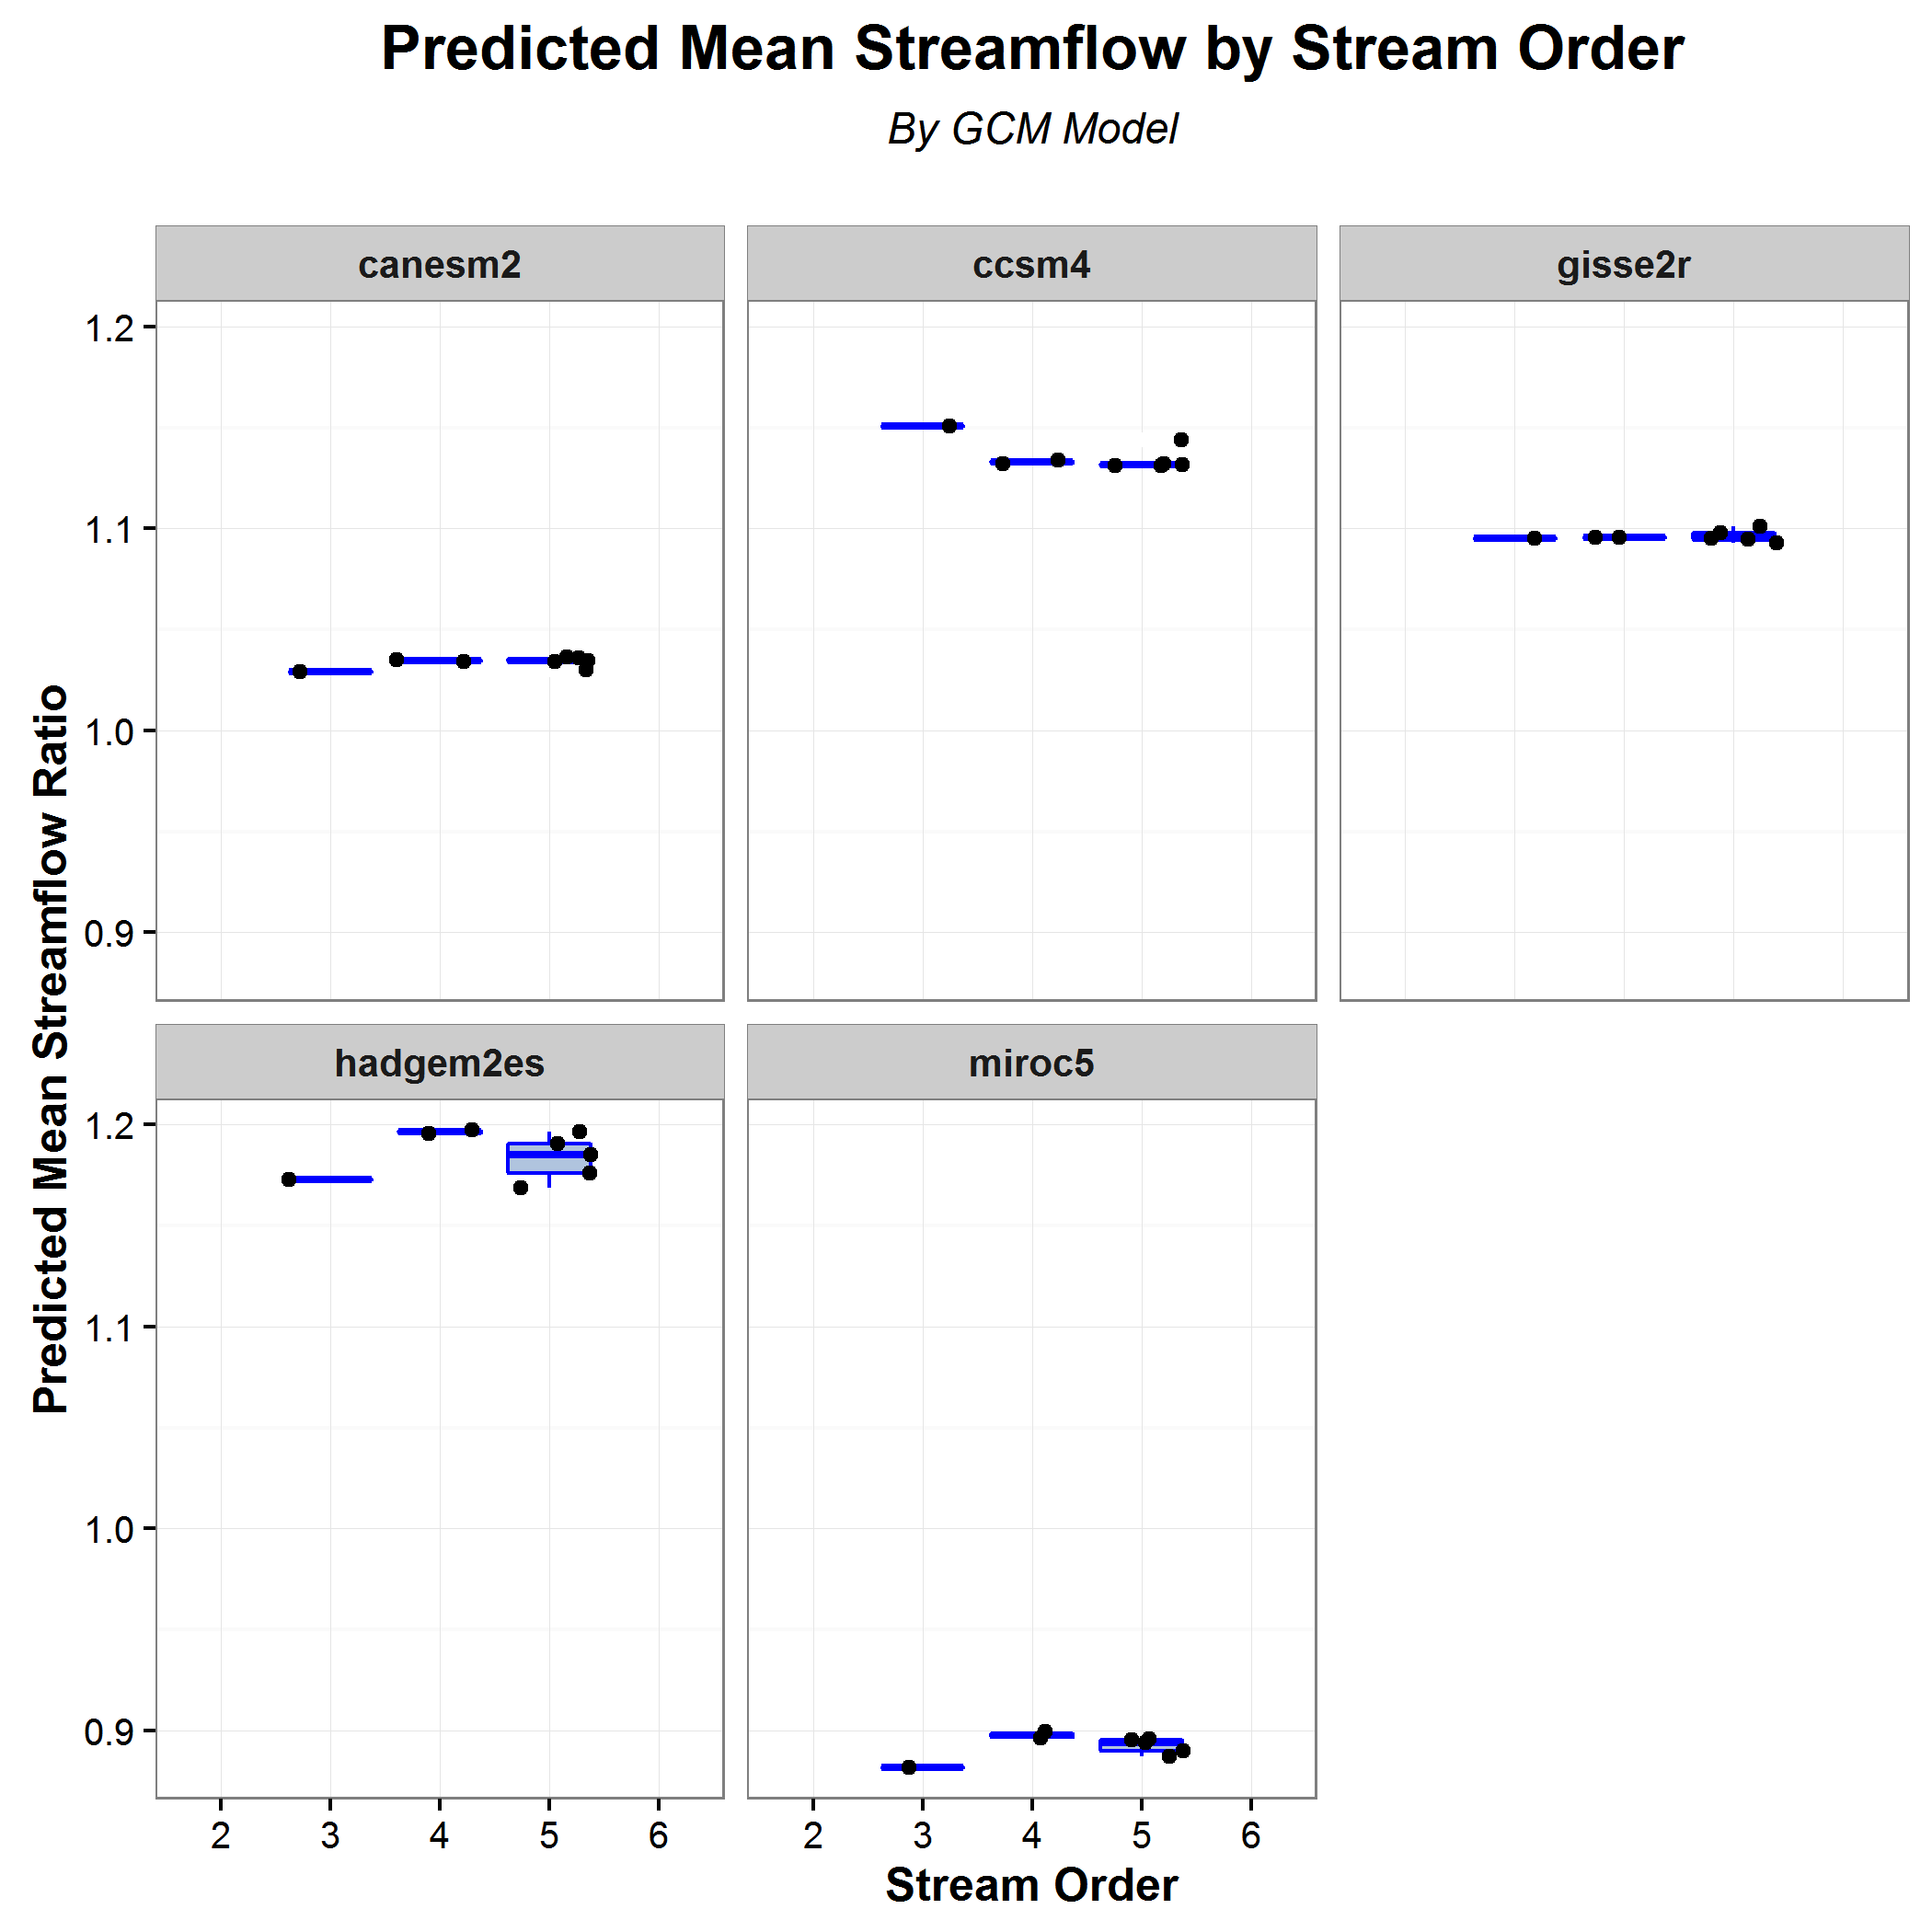 Predicted Mean Streamflow by Stream Order
By GCM Model
canesm2
ccsm4
gisse2r
1.2
1.1
1.0
0.9
Predicted Mean Streamflow Ratio
hadgem2es
miroc5
1.2
1.1
1.0
0.9
2 3 4 5 6
2 3 4 5 6
Stream Order